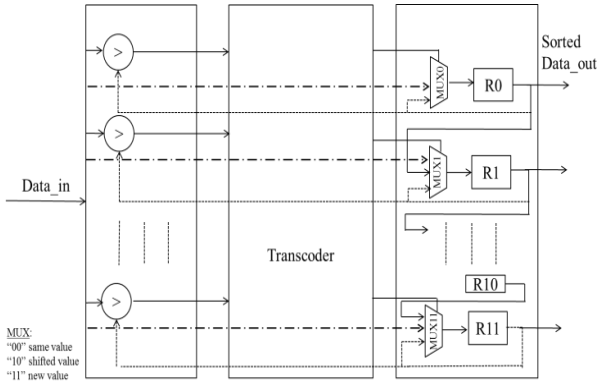 Sorted
Data_out
>
MUX0
R0
>
MUX1
R1
Data_in
Transcoder
R10
>
MUX11
R11
MUX:
“00” same value
“10” shifted value
“11” new value